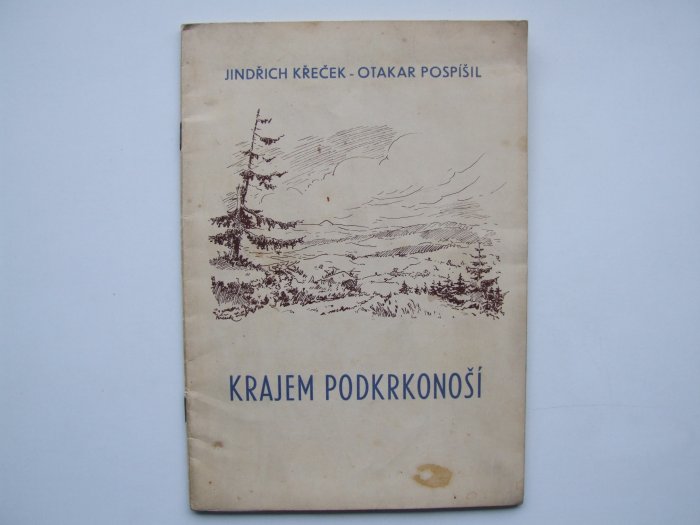 JINDŘICH KŘEČEK - OTAKAR POSPÍŠIL
KRAJEM PODKRKONOŠÍ